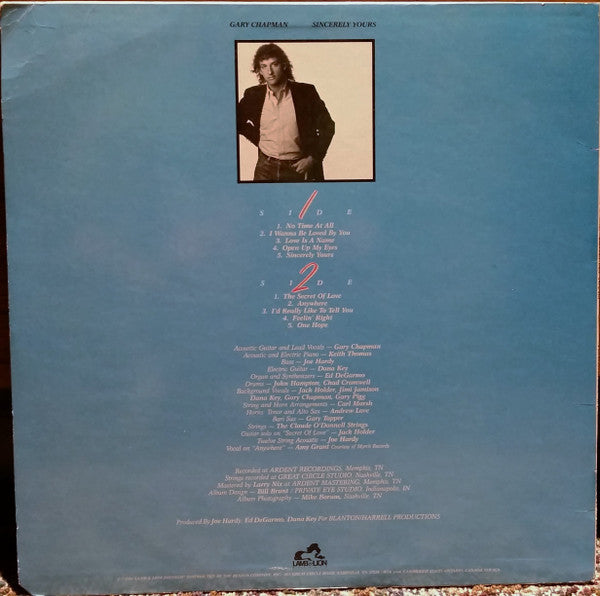 GARY CHAPMAN SINCERELY YOURS
SIDE 1
1. No Time At All
2. I Wanna Be Loved By You
3. Love Is A Name
4. Open Up My Eyes
5. Sincerely Yours
SIDE 2
1. The Secret Of Love
2. Anywhere
3. I'd Really Like To Tell You
4. Feelin' Right
5. One Hope
Acoustic Guitar and Lead Vocals — Gary Chapman
Acoustic and Electric Piano — Keith Thomas
Bass — Joe Hardy
Electric Guitar — Dana Key
Organ and Synthesizers — Ed DeGarmo
Drums — John Hampton, Chad Cromwell
Background Vocals — Jack Holder, Jimi Jamison
Dana Key, Gary Chapman, Gary Pigg
String and Horn Arrangements — Carl Marsh
Horns: Tenor and Alto Sax — Andrew Love
Bari Sax — Gary Topper
Strings — The Claude O'Donnell Strings
Guitar solo on "Secret Of Love" — Jack Holder
Twelve String Acoustic — Joe Hardy
Vocal on "Anywhere" — Amy Grant Courtesy of Myrrh Records
Recorded at ARDENT RECORDINGS, Memphis, TN
Strings recorded at GREAT CIRCLE STUDIO, Nashville, TN
Mastered by Larry Nix at ARDENT MASTERING, Memphis, TN
Album Design — Bill Brunt / PRIVATE EYE STUDIO, Indianapolis, IN
Album Photography — Mike Borum, Nashville, TN
Produced By Joe Hardy, Ed DeGarmo, Dana Key For BLANTON/HARRELL PRODUCTIONS
LAMB & LION